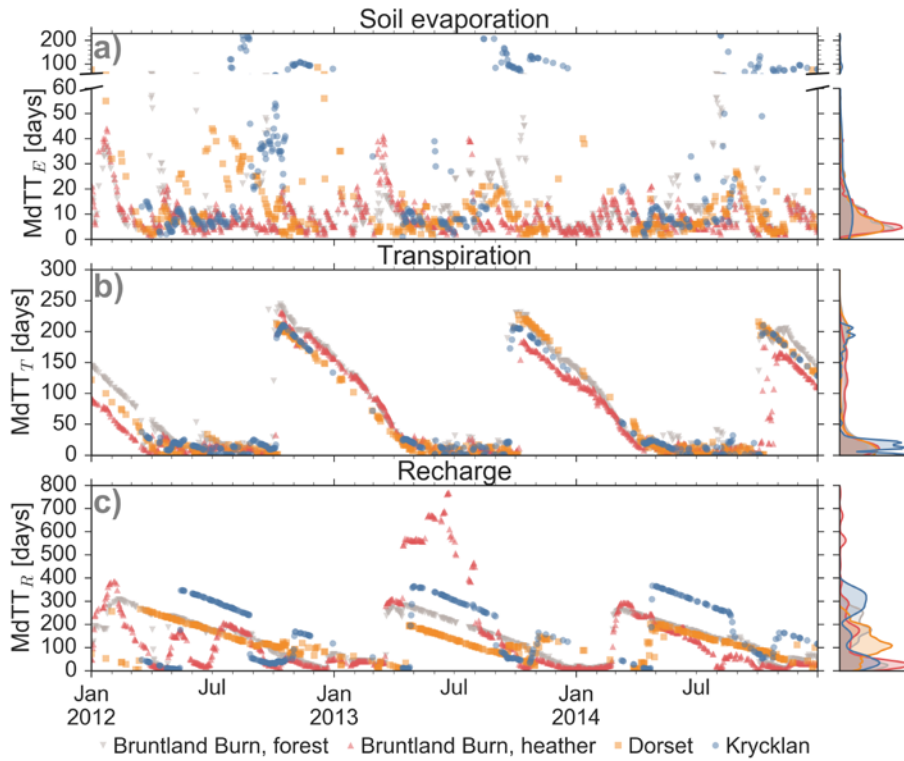 Soil evaporation
a)
200
100
60
50
40
30
20
10
0
MdTT_E [days]
Transpiration
b)
300
250
200
150
100
50
0
MdTT_T [days]
Recharge
c)
800
700
600
500
400
300
200
100
0
MdTT_R [days]
Jan Jul Jan Jul Jan Jul
2012 2013 2014
Bruntland Burn, forest Bruntland Burn, heather Dorset Krycklan